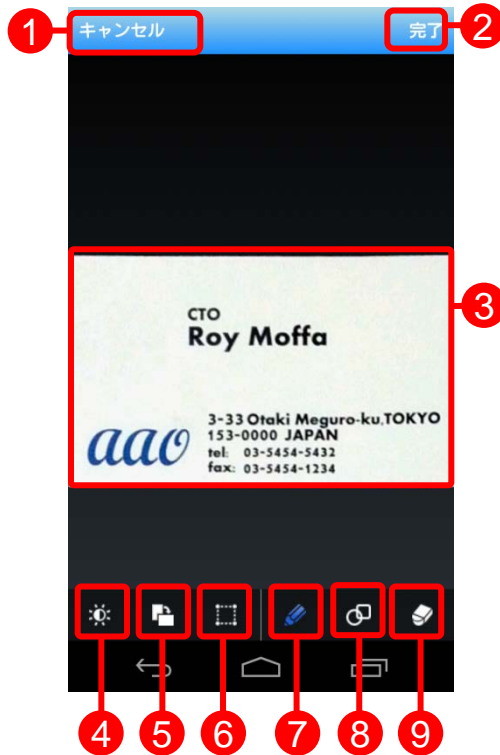 1
キャンセル
完了
2
3
CTO
Roy Moffa
aao
3-33 Otaki Meguro-ku,TOKYO
153-0000 JAPAN
tel: 03-5454-5432
fax: 03-5454-1234
4
5
6
7
8
9